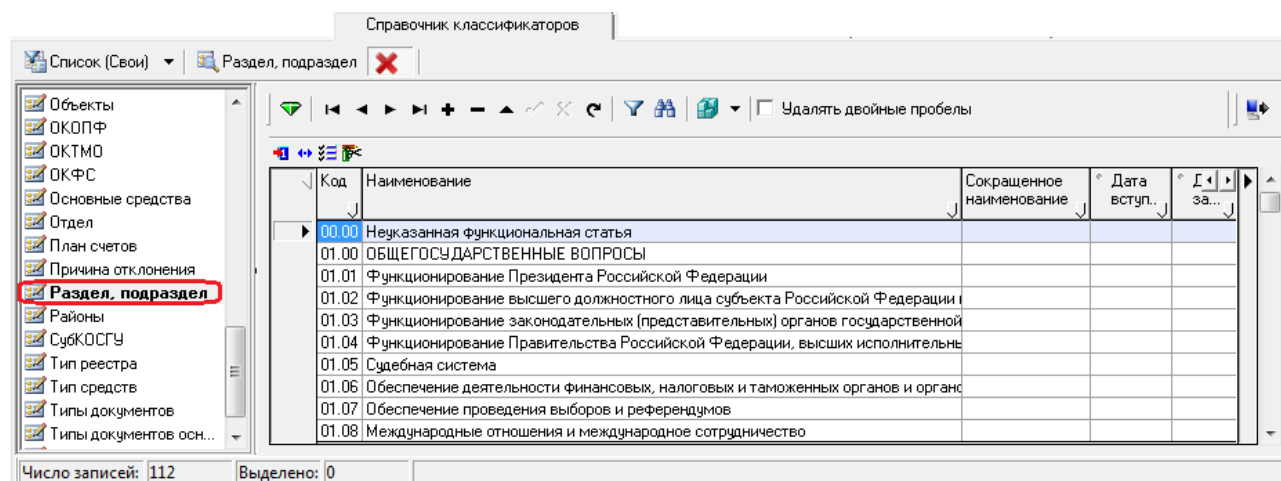 Справочник классификаторов
Список (Свои) Раздел, подраздел
Объекты
ОКОПФ
ОКТМО
ОКФС
Основные средства
Отдел
План счетов
Причина отклонения
Раздел, подраздел
Районы
СубКОСГУ
Тип реестра
Тип средств
Типы документов
Типы документов осн...
Удалять двойные пробелы
Код Наименование Сокращенное наименование Дата вступ.. за...
00.00 Неуказанная функциональная статья
01.00 ОБЩЕГОСУДАРСТВЕННЫЕ ВОПРОСЫ
01.01 Функционирование Президента Российской Федерации
01.02 Функционирование высшего должностного лица субъекта Российской Федерации
01.03 Функционирование законодательных (представительных) органов государственной
01.04 Функционирование Правительства Российской Федерации, высших исполнительнь
01.05 Судебная система
01.06 Обеспечение деятельности финансовых, налоговых и таможенных органов и органо
01.07 Обеспечение проведения выборов и референдумов
01.08 Международные отношения и международное сотрудничество
Число записей: 112 Выделено: 0